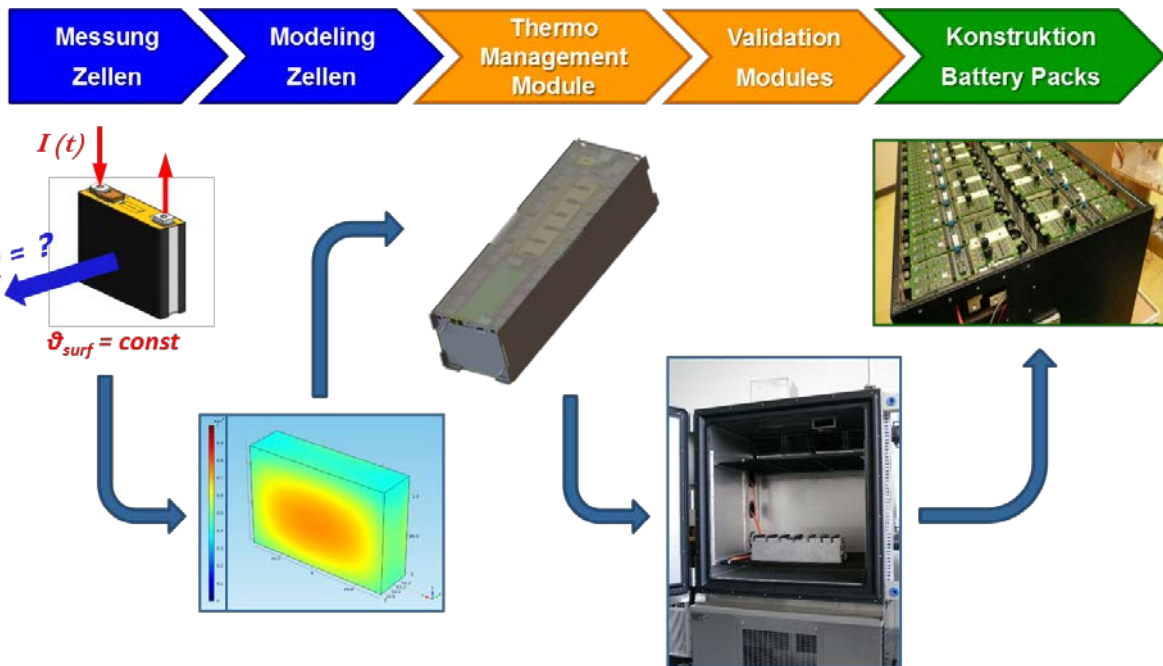 Messung
Zellen
Modeling
Zellen
Thermo
Management
Module
Validation
Modules
Konstruktion
Battery Packs
I (t)
= ?
ϑsurf = const